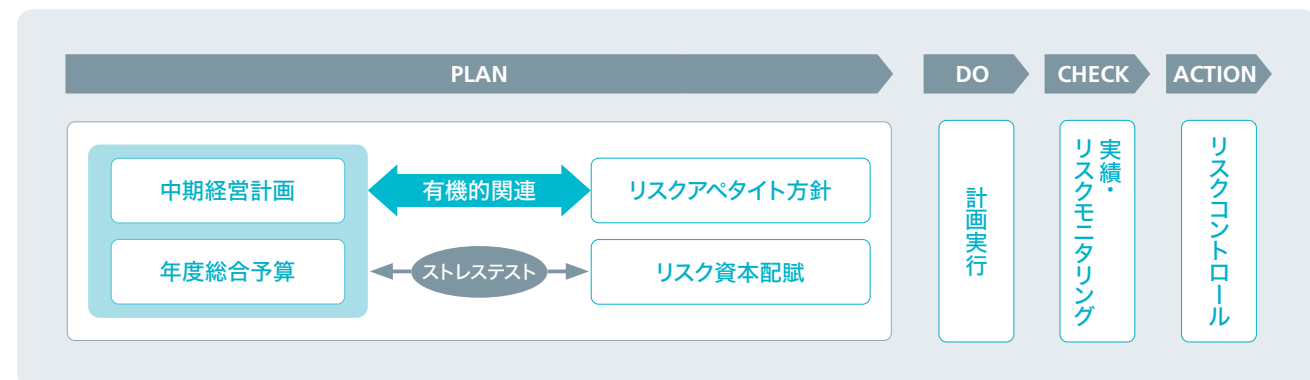 PLAN
DO
CHECK
ACTION
中期経営計画
有機的関連
リスクアペタイト方針
年度総合予算
ストレステスト
リスク資本配賦
計画実行
実績・
リスクモニタリング
リスクコントロール